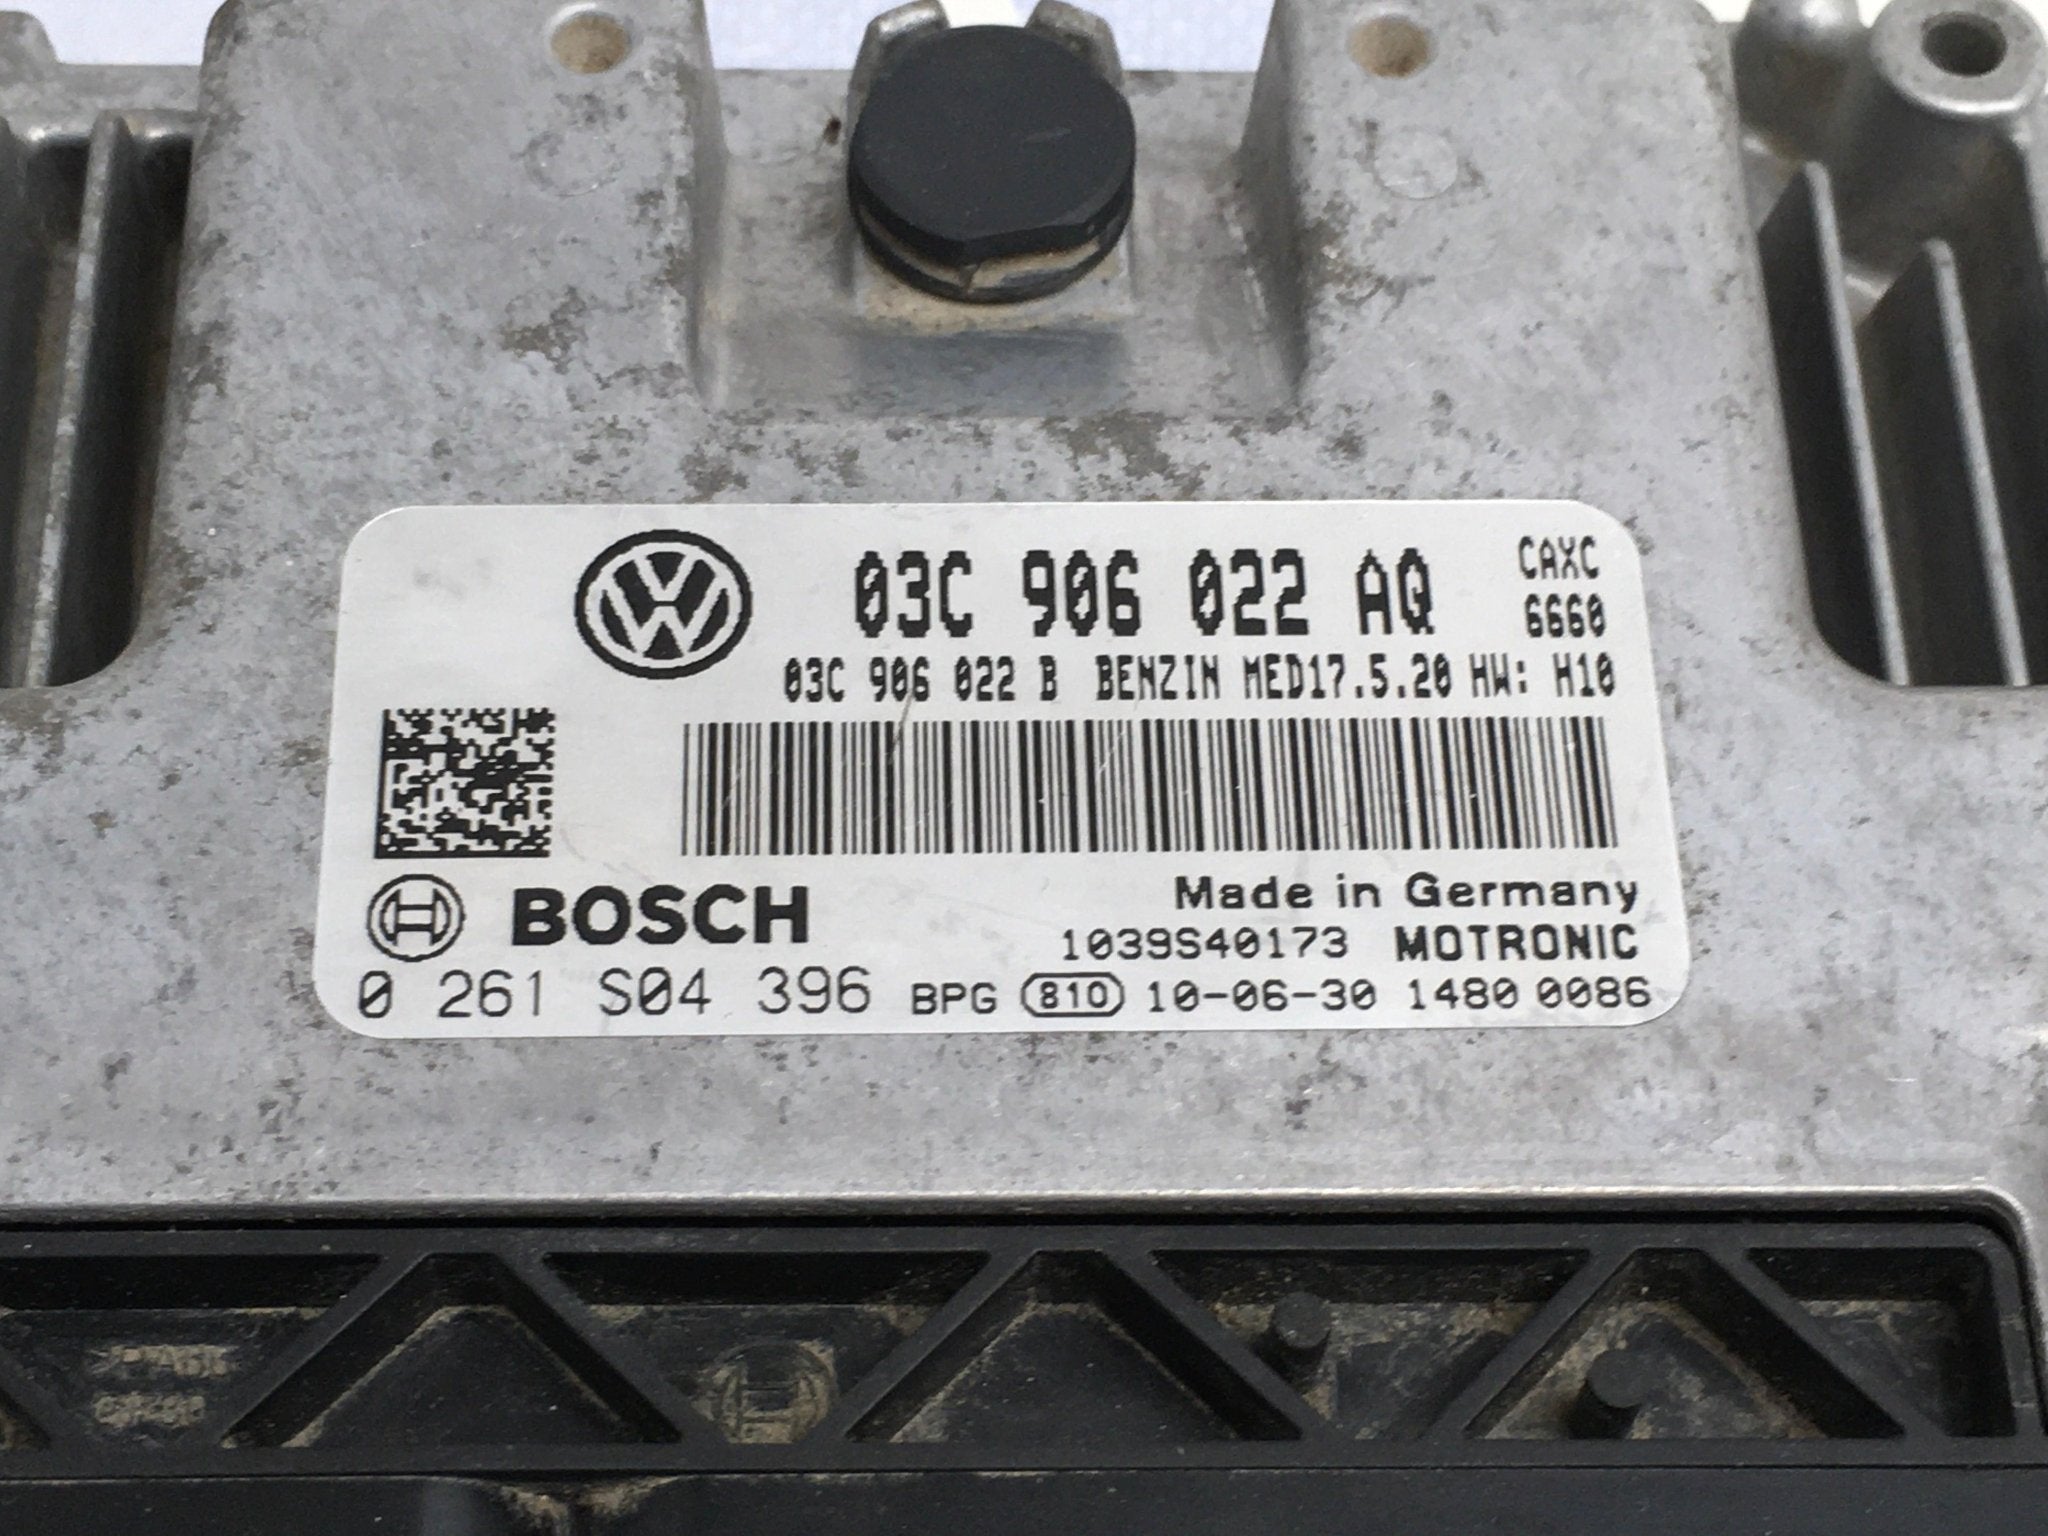 03C 906 022 AQ CAXC
6660
03C 906 022 B BENZIN MED17.5.20 HW: H10
BOSCH Made in Germany
1039S40173 MOTRONIC
0 261 S04 396 BPG 810 10-06-30 1480 0086